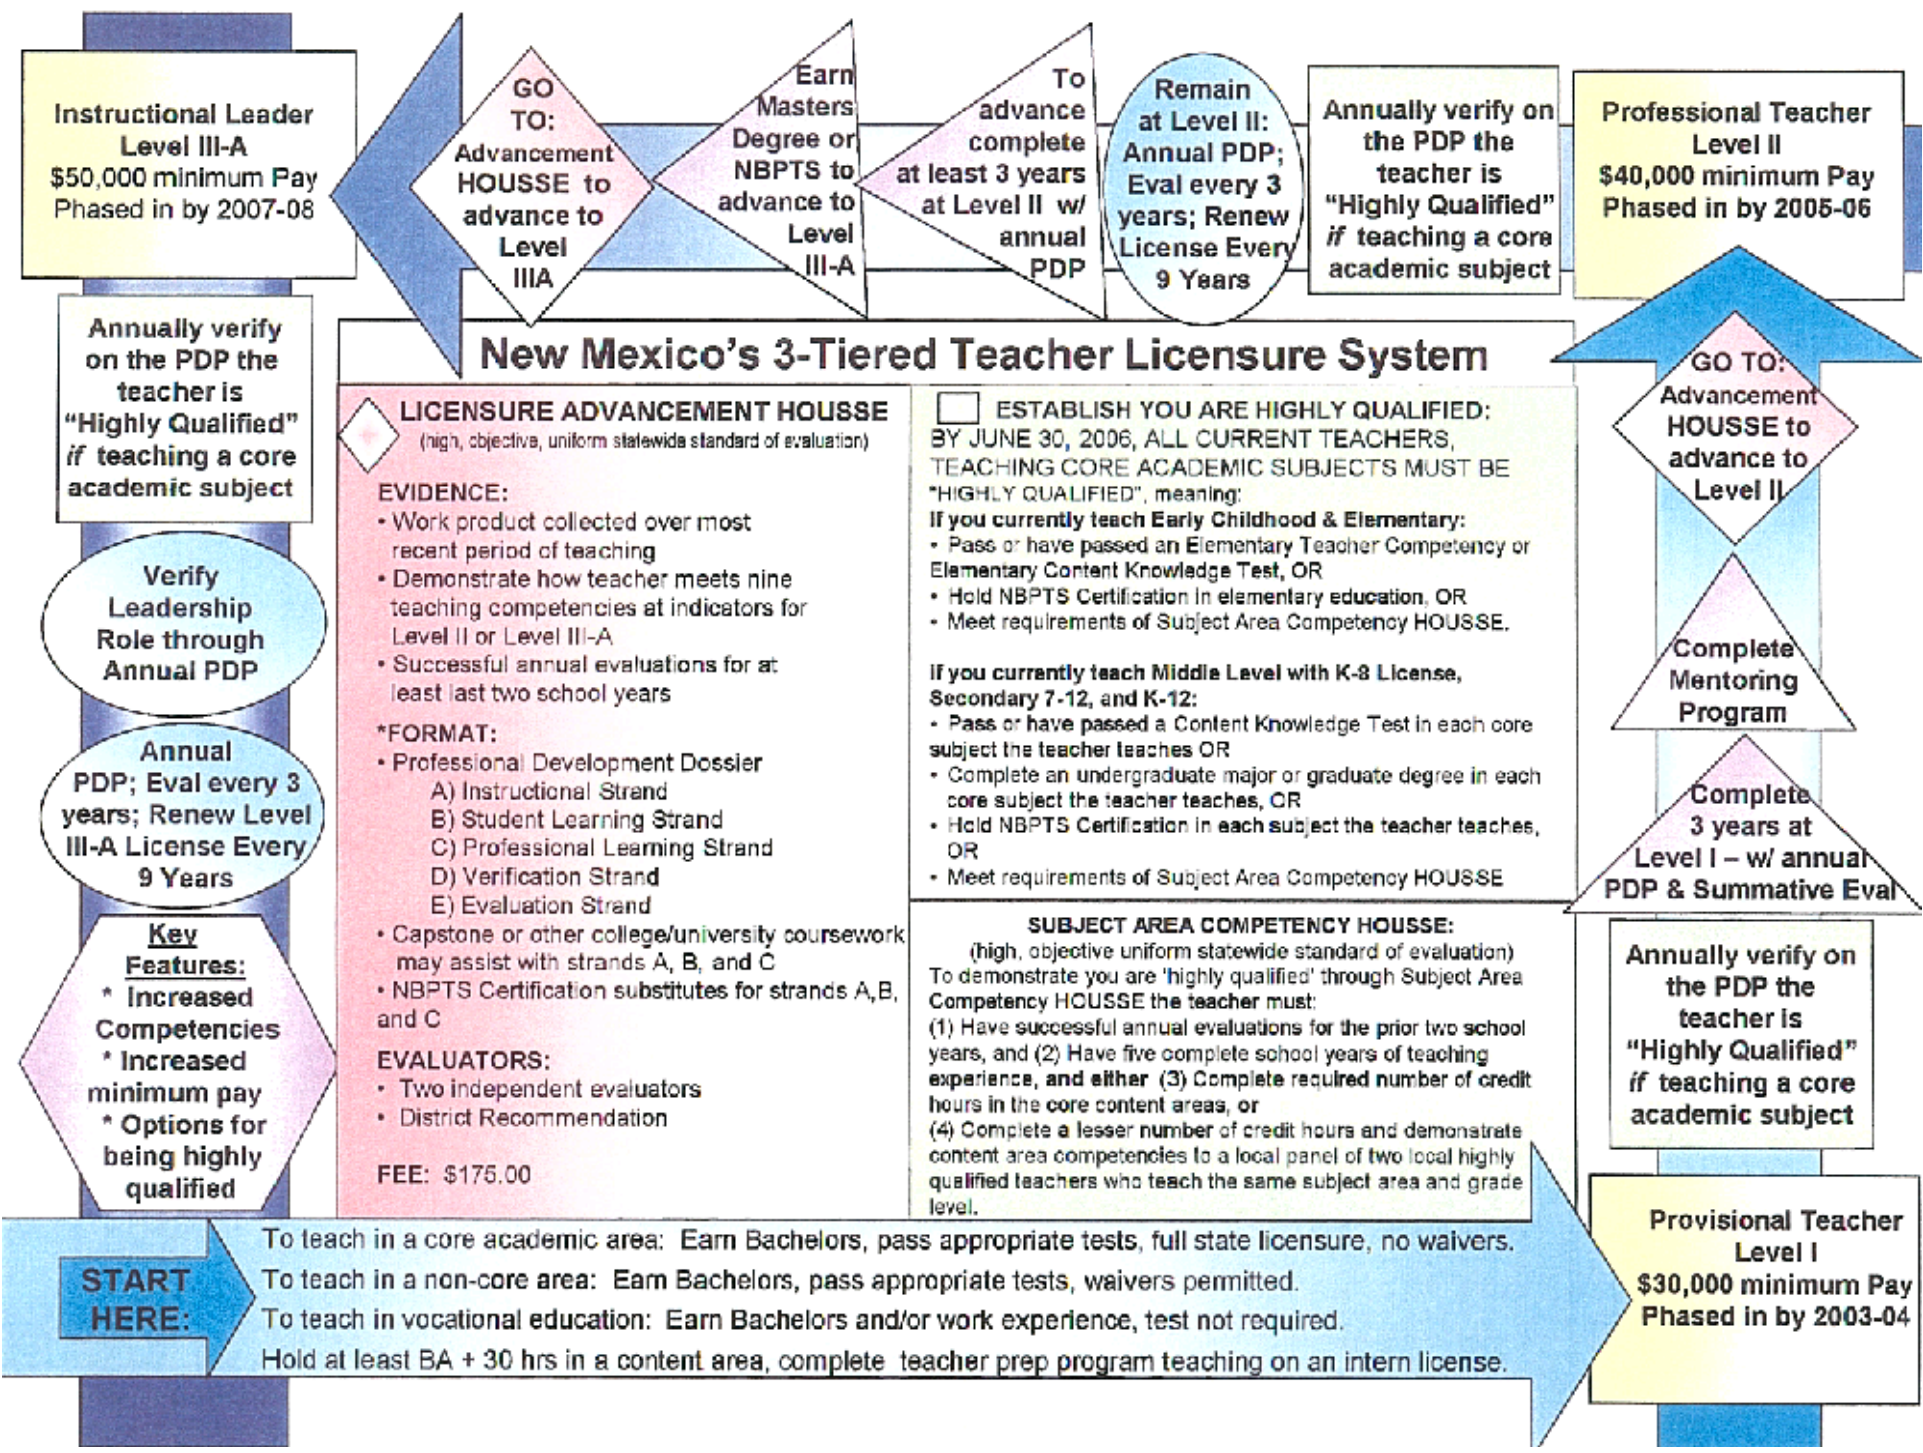 Instructional Leader
Level III-A
$50,000 minimum Pay
Phased in by 2007-08
GO
TO:
Advancement
HOUSSE to
advance to
Level
IIIA
Earn
Masters
Degree or
NBPTS to
advance to
Level
III-A
To
advance
complete
at least 3 years
at Level II w/
annual
PDP
Remain
at Level II:
Annual PDP;
Eval every 3
years; Renew
License Every
9 Years
Annually verify on
the PDP the
teacher is
"Highly Qualified"
if teaching a core
academic subject
Professional Teacher
Level II
$40,000 minimum Pay
Phased in by 2005-06
Annually verify
on the PDP the
teacher is
"Highly Qualified"
if teaching a core
academic subject
Verify
Leadership
Role through
Annual PDP
Annual
PDP; Eval every 3
years; Renew Level
III-A License Every
9 Years
Key
Features:
* Increased
Competencies
* Increased
minimum pay
* Options for
being highly
qualified
New Mexico's 3-Tiered Teacher Licensure System
LICENSURE ADVANCEMENT HOUSSE
(high, objective, uniform statewide standard of evaluation)
EVIDENCE:
• Work product collected over most
recent period of teaching
• Demonstrate how teacher meets nine
teaching competencies at indicators for
Level II or Level III-A
• Successful annual evaluations for at
least last two school years
*FORMAT:
• Professional Development Dossier
A) Instructional Strand
B) Student Learning Strand
C) Professional Learning Strand
D) Verification Strand
E) Evaluation Strand
• Capstone or other college/university coursework
may assist with strands A, B, and C
• NBPTS Certification substitutes for strands A,B,
and C
EVALUATORS:
• Two independent evaluators
• District Recommendation
FEE: $175.00
ESTABLISH YOU ARE HIGHLY QUALIFIED:
BY JUNE 30, 2006, ALL CURRENT TEACHERS,
TEACHING CORE ACADEMIC SUBJECTS MUST BE
"HIGHLY QUALIFIED", meaning:
If you currently teach Early Childhood & Elementary:
• Pass or have passed an Elementary Teacher Competency or
Elementary Content Knowledge Test, OR
• Hold NBPTS Certification in elementary education, OR
• Meet requirements of Subject Area Competency HOUSSE.
If you currently teach Middle Level with K-8 License,
Secondary 7-12, and K-12:
• Pass or have passed a Content Knowledge Test in each core
subject the teacher teaches OR
• Complete an undergraduate major or graduate degree in each
core subject the teacher teaches, OR
• Hold NBPTS Certification in each subject the teacher teaches,
OR
• Meet requirements of Subject Area Competency HOUSSE
SUBJECT AREA COMPETENCY HOUSSE:
(high, objective uniform statewide standard of evaluation)
To demonstrate you are 'highly qualified' through Subject Area
Competency HOUSSE the teacher must:
(1) Have successful annual evaluations for the prior two school
years, and (2) Have five complete school years of teaching
experience, and either (3) Complete required number of credit
hours in the core content areas, or
(4) Complete a lesser number of credit hours and demonstrate
content area competencies to a local panel of two local highly
qualified teachers who teach the same subject area and grade
level.
GO TO:
Advancement
HOUSSE to
advance to
Level II
Complete
Mentoring
Program
Complete
3 years at
Level I – w/ annual
PDP & Summative Eval
Annually verify on
the PDP the
teacher is
"Highly Qualified"
if teaching a core
academic subject
Provisional Teacher
Level I
$30,000 minimum Pay
Phased in by 2003-04
START
HERE:
To teach in a core academic area: Earn Bachelors, pass appropriate tests, full state licensure, no waivers.
To teach in a non-core area: Earn Bachelors, pass appropriate tests, waivers permitted.
To teach in vocational education: Earn Bachelors and/or work experience, test not required.
Hold at least BA + 30 hrs in a content area, complete teacher prep program teaching on an intern license.